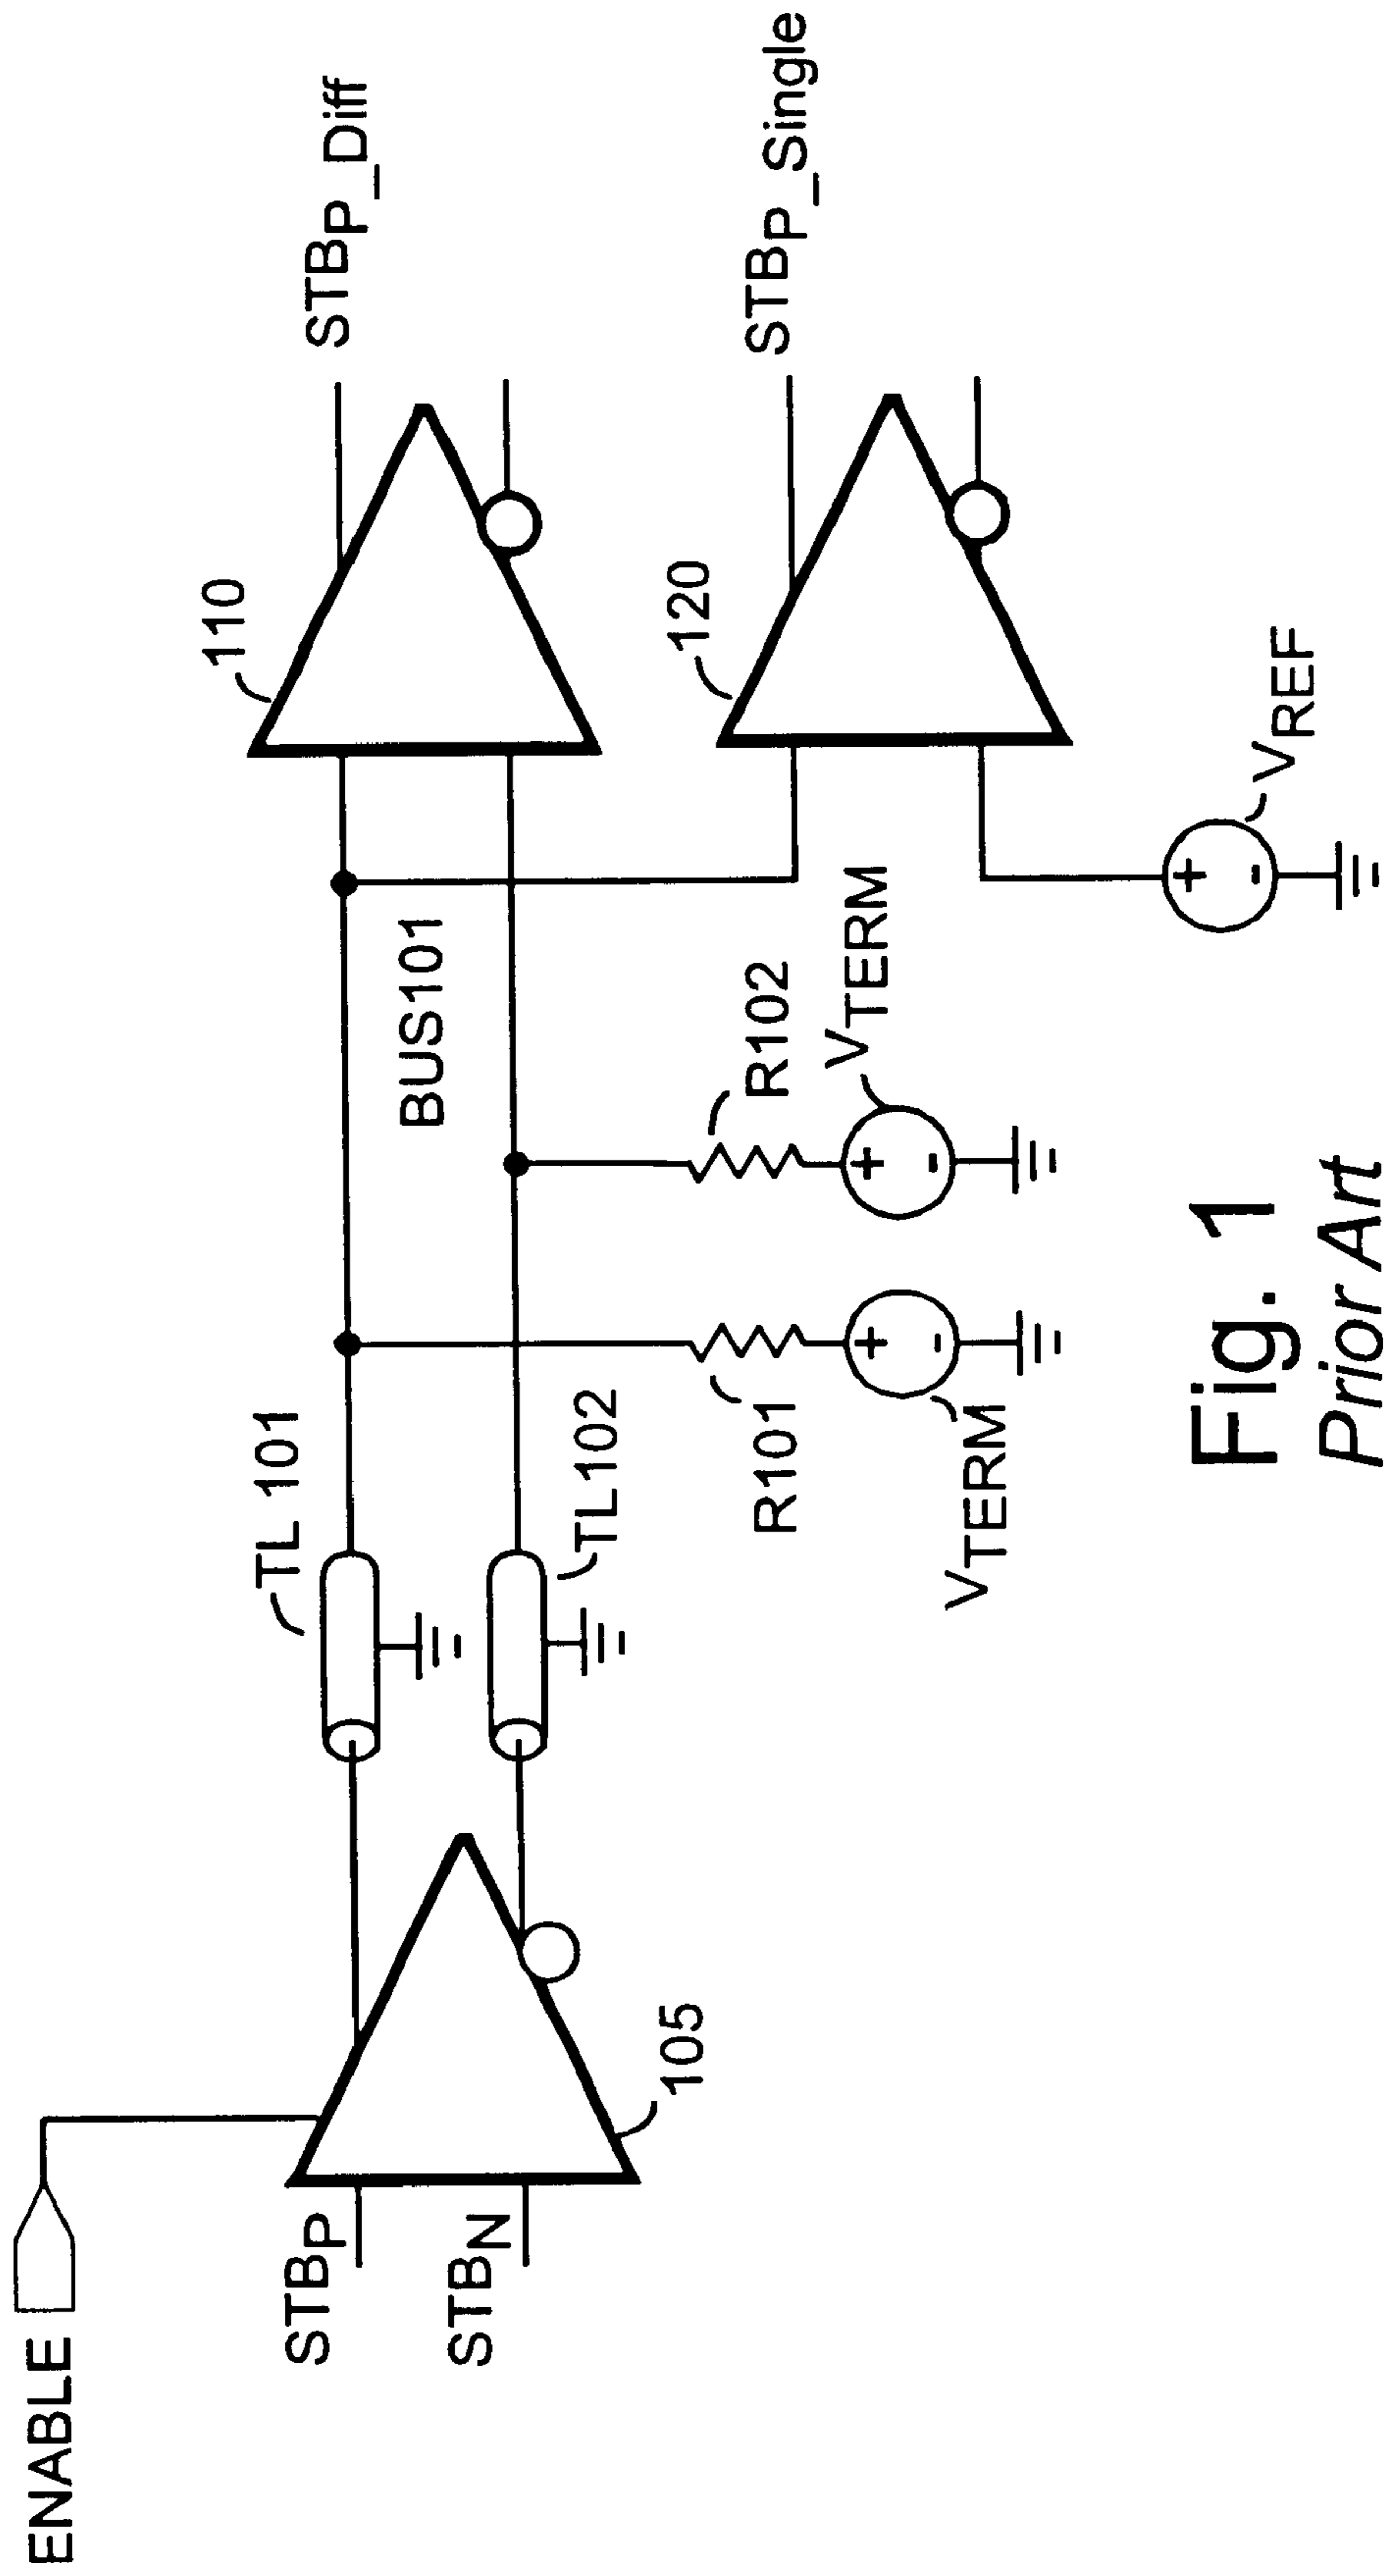 ENABLE
STBP
STBN
105
TL 101
TL102
R101
VTERM
R102
VTERM
BUS101
110
STBP_Diff
120
STBP_Single
VREF
Fig. 1
Prior Art